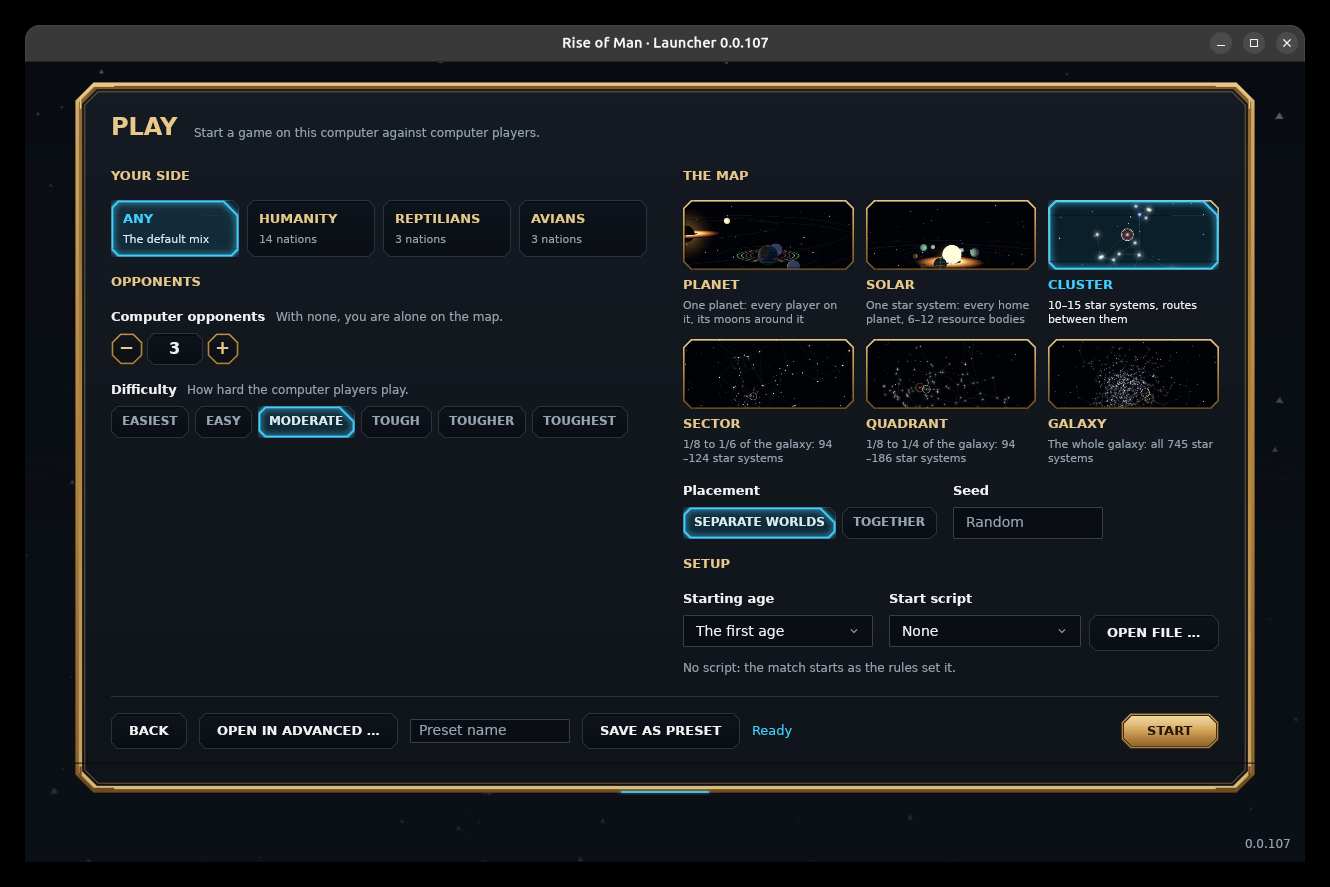 Rise of Man · Launcher 0.0.107
PLAY
Start a game on this computer against computer players.
YOUR SIDE
ANY
The default mix
HUMANITY
14 nations
REPTILIANS
3 nations
AVIANS
3 nations
OPPONENTS
Computer opponents
With none, you are alone on the map.
− 3 +
Difficulty
How hard the computer players play.
EASIEST
EASY
MODERATE
TOUGH
TOUGHER
TOUGHEST
THE MAP
PLANET
One planet: every player on
it, its moons around it
SOLAR
One star system: every home
planet, 6–12 resource bodies
CLUSTER
10–15 star systems, routes
between them
SECTOR
1/8 to 1/6 of the galaxy: 94
–124 star systems
QUADRANT
1/8 to 1/4 of the galaxy: 94
–186 star systems
GALAXY
The whole galaxy: all 745 star
systems
Placement
SEPARATE WORLDS
TOGETHER
Seed
Random
SETUP
Starting age
The first age
Start script
None
OPEN FILE ...
No script: the match starts as the rules set it.
BACK
OPEN IN ADVANCED ...
Preset name
SAVE AS PRESET
Ready
START
0.0.107